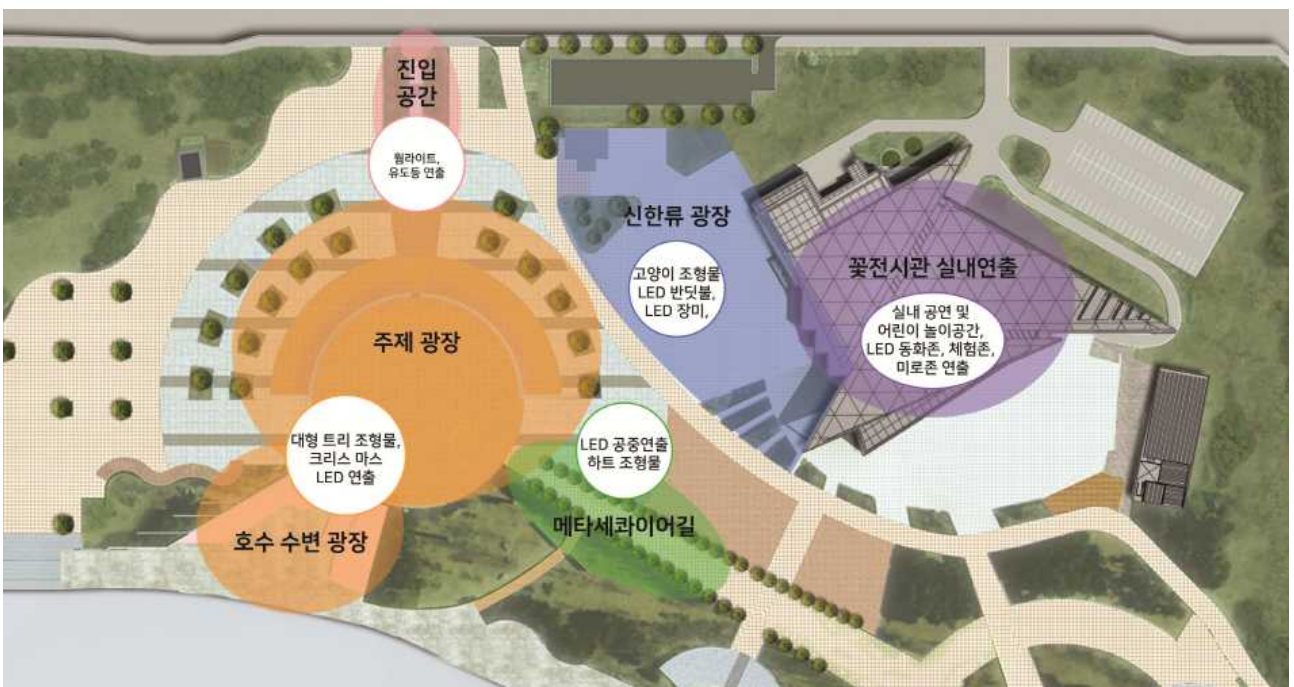 진입
공간
월라이트,
유도등 연출
신한류 광장
고양이 조형물
LED 반딧불,
LED 장미,
꽃전시관 실내연출
실내 공연 및
어린이 놀이공간,
LED 동화존, 체험존,
미로존 연출
주제 광장
대형 트리 조형물,
크리스 마스
LED 연출
LED 공중연출
하트 조형물
호수 수변 광장
메타세콰이어길